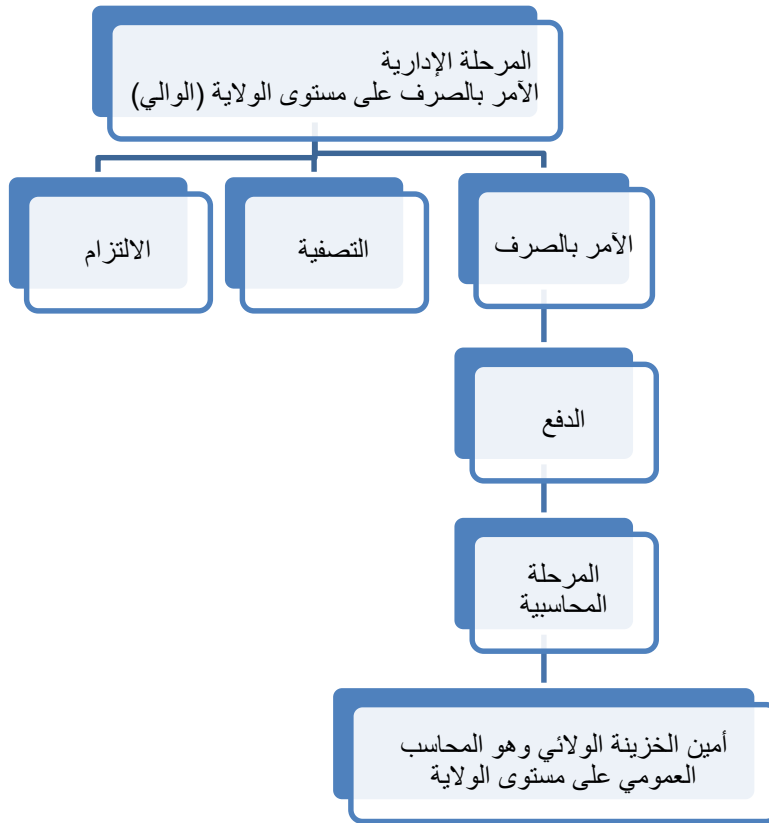 المرحلة الإدارية
الآمر بالصرف على مستوى الولاية (الوالي)
الآمر بالصرف
التصفية
الالتزام
الدفع
المرحلة
المحاسبية
أمين الخزينة الولائي وهو المحاسب
العمومي على مستوى الولاية